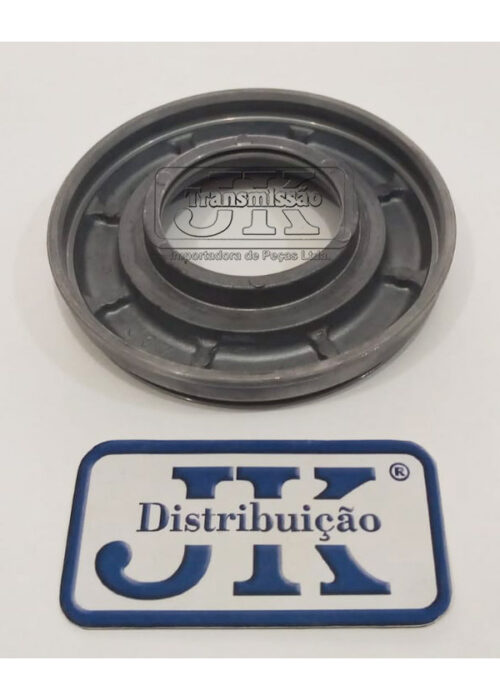 Transmissão
JK
Importadora de Peças Ltda.
JK
Distribuição
®